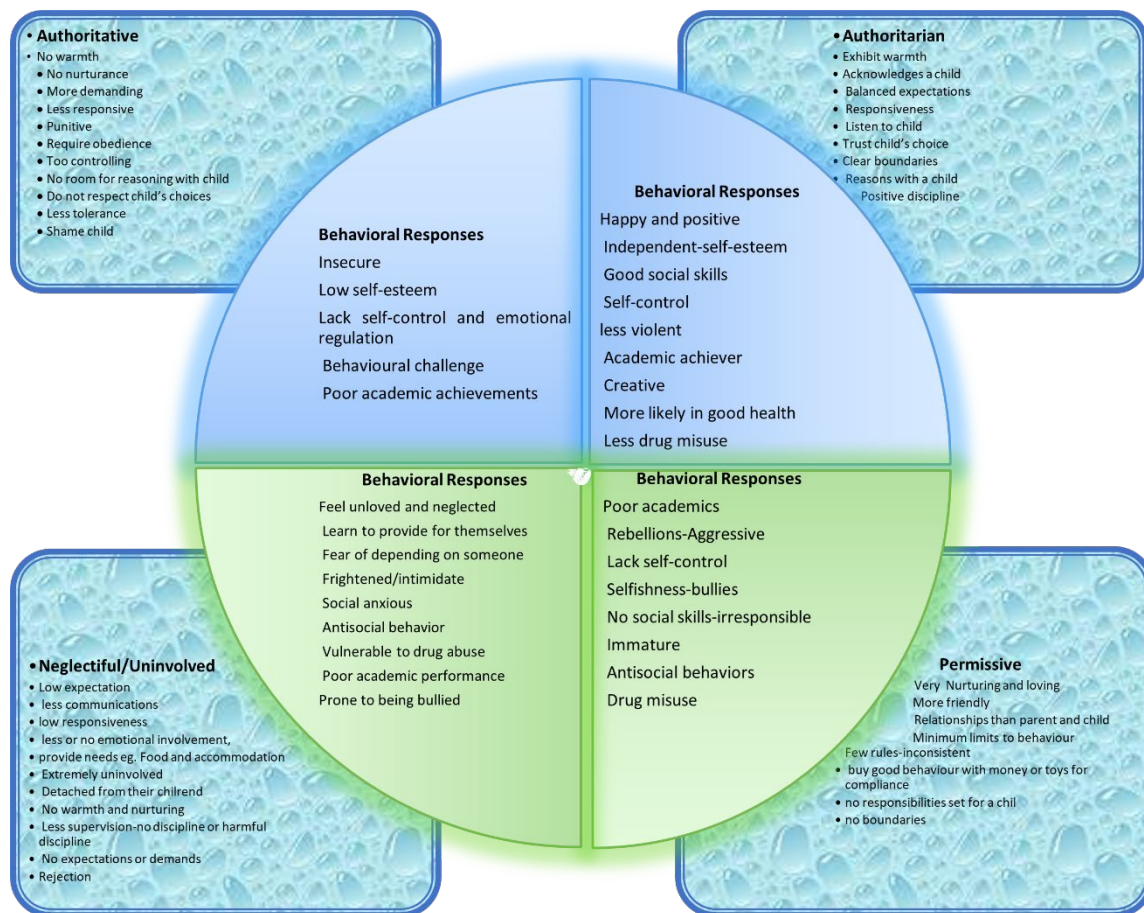 • Authoritative
• No warmth
• No nurturance
• More demanding
• Less responsive
• Punitive
• Require obedience
• Too controlling
• No room for reasoning with child
• Do not respect child’s choices
• Less tolerance
• Shame child
• Authoritarian
• Exhibit warmth
• Acknowledges a child
• Balanced expectations
• Responsiveness
• Listen to child
• Trust child’s choice
• Clear boundaries
• Reasons with a child
Positive discipline
Behavioral Responses
Insecure
Low self-esteem
Lack self-control and emotional
regulation
Behavioural challenge
Poor academic achievements
Behavioral Responses
Happy and positive
Independent-self-esteem
Good social skills
Self-control
less violent
Academic achiever
Creative
More likely in good health
Less drug misuse
Behavioral Responses
Feel unloved and neglected
Learn to provide for themselves
Fear of depending on someone
Frightened/intimidate
Social anxious
Antisocial behavior
Vulnerable to drug abuse
Poor academic performance
Prone to being bullied
Behavioral Responses
Poor academics
Rebellions-Aggressive
Lack self-control
Selfishness-bullies
No social skills-irresponsible
Immature
Antisocial behaviors
Drug misuse
• Neglectiful/Uninvolved
• Low expectation
• less communications
• low responsiveness
• less or no emotional involvement,
• provide needs eg. Food and accommodation
• Extremely uninvolved
• Detached from their chilrend
• No warmth and nurturing
• Less supervision-no discipline or harmful
discipline
• No expectations or demands
• Rejection
Permissive
Very Nurturing and loving
More friendly
Relationships than parent and child
Minimum limits to behaviour
Few rules-inconsistent
• buy good behaviour with money or toys for
compliance
• no responsibilities set for a chil
• no boundaries